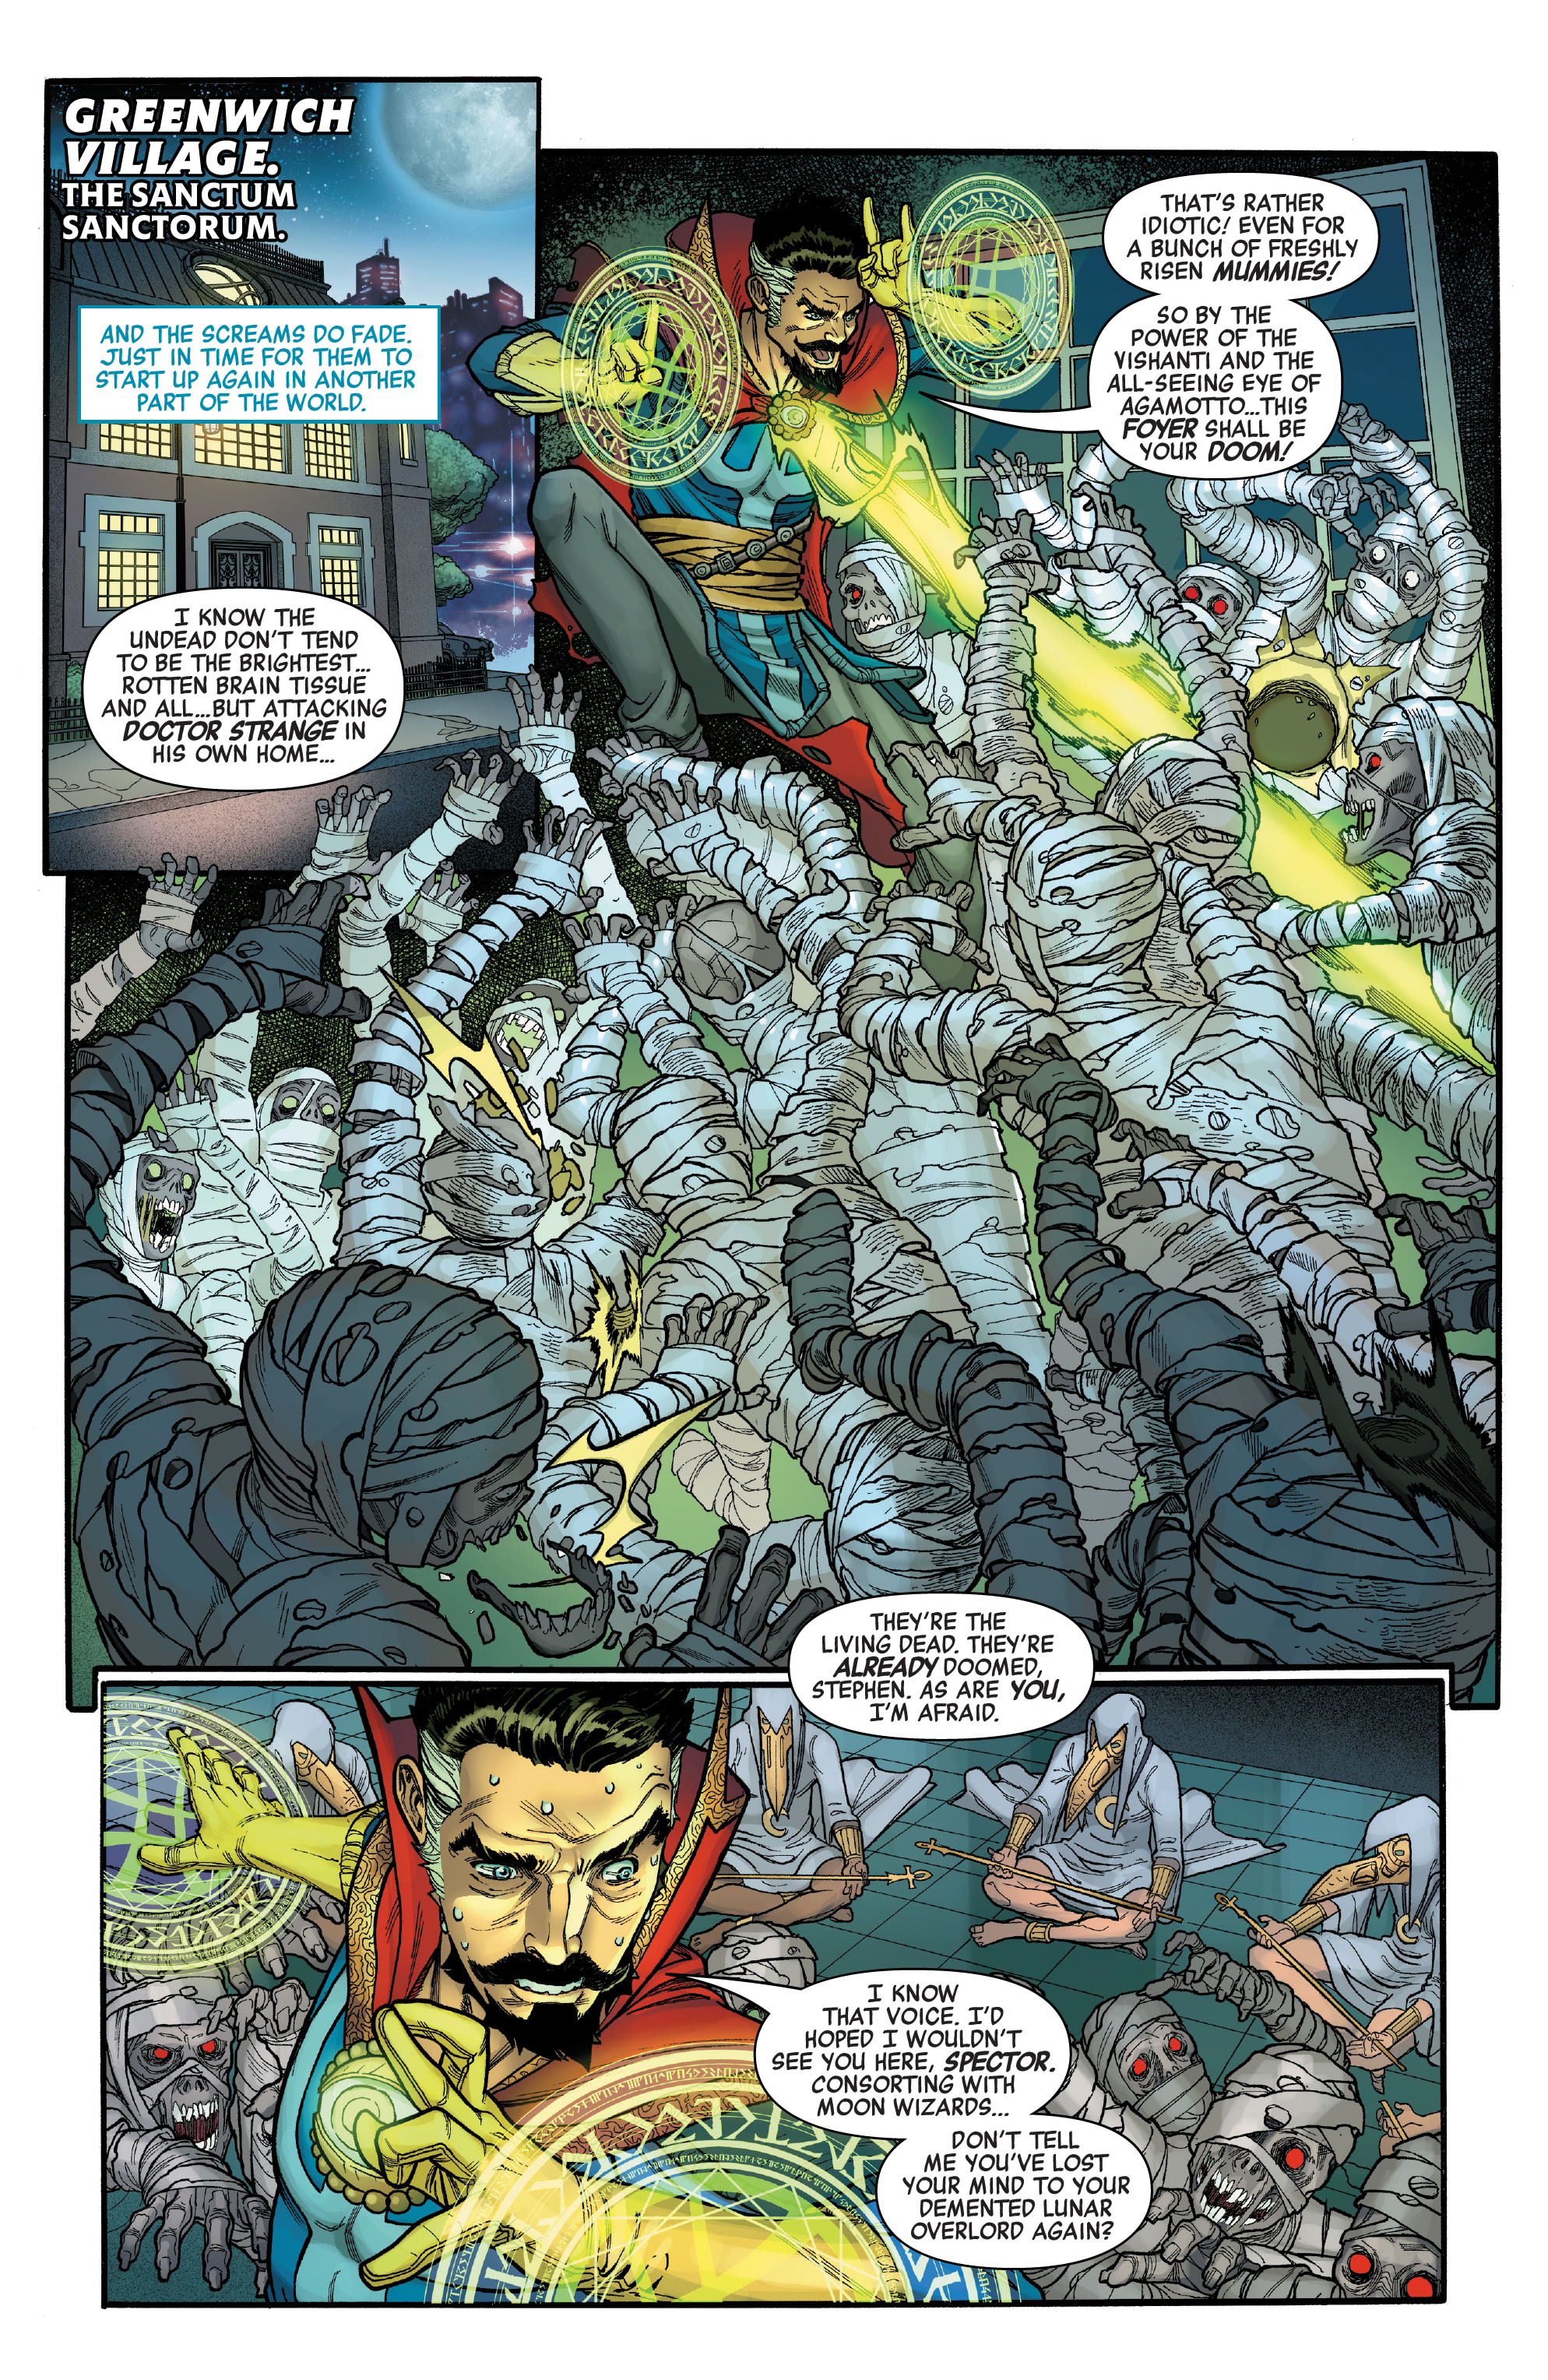 GREENWICH
VILLAGE.
THE SANCTUM
SANCTORUM.
AND THE SCREAMS DO FADE.
JUST IN TIME FOR THEM TO
START UP AGAIN IN ANOTHER
PART OF THE WORLD.
I KNOW THE
UNDEAD DON'T TEND
TO BE THE BRIGHTEST...
ROTTEN BRAIN TISSUE
AND ALL...BUT ATTACKING
DOCTOR STRANGE IN
HIS OWN HOME...
THAT'S RATHER
IDIOTIC! EVEN FOR
A BUNCH OF FRESHLY
RISEN MUMMIES!
SO BY THE
POWER OF THE
VISHANTI AND THE
ALL-SEEING EYE OF
AGAMOTTO...THIS
FOYER SHALL BE
YOUR DOOM!
THEY'RE THE
LIVING DEAD. THEY'RE
ALREADY DOOMED,
STEPHEN. AS ARE YOU,
I'M AFRAID.
I KNOW
THAT VOICE. I'D
HOPED I WOULDN'T
SEE YOU HERE, SPECTOR.
CONSORTING WITH
MOON WIZARDS...
DON'T TELL
ME YOU'VE LOST
YOUR MIND TO YOUR
DEMENTED LUNAR
OVERLORD AGAIN?